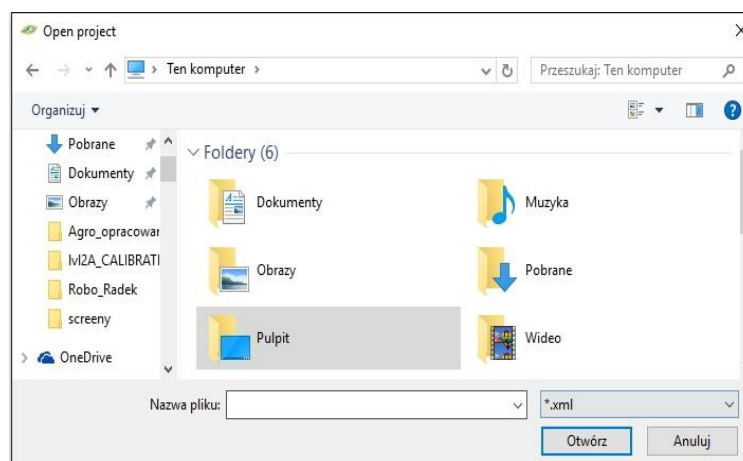 Open project
Ten komputer
Przeszukaj: Ten komputer
Organizuj
Pobrane
Dokumenty
Obrazy
Agro_opracowar
lvl2A_CALIBRATI
Robo_Radek
screeny
OneDrive
Foldery (6)
Dokumenty
Muzyka
Obrazy
Pobrane
Pulpit
Wideo
Nazwa pliku:
*.xml
Otwórz
Anuluj